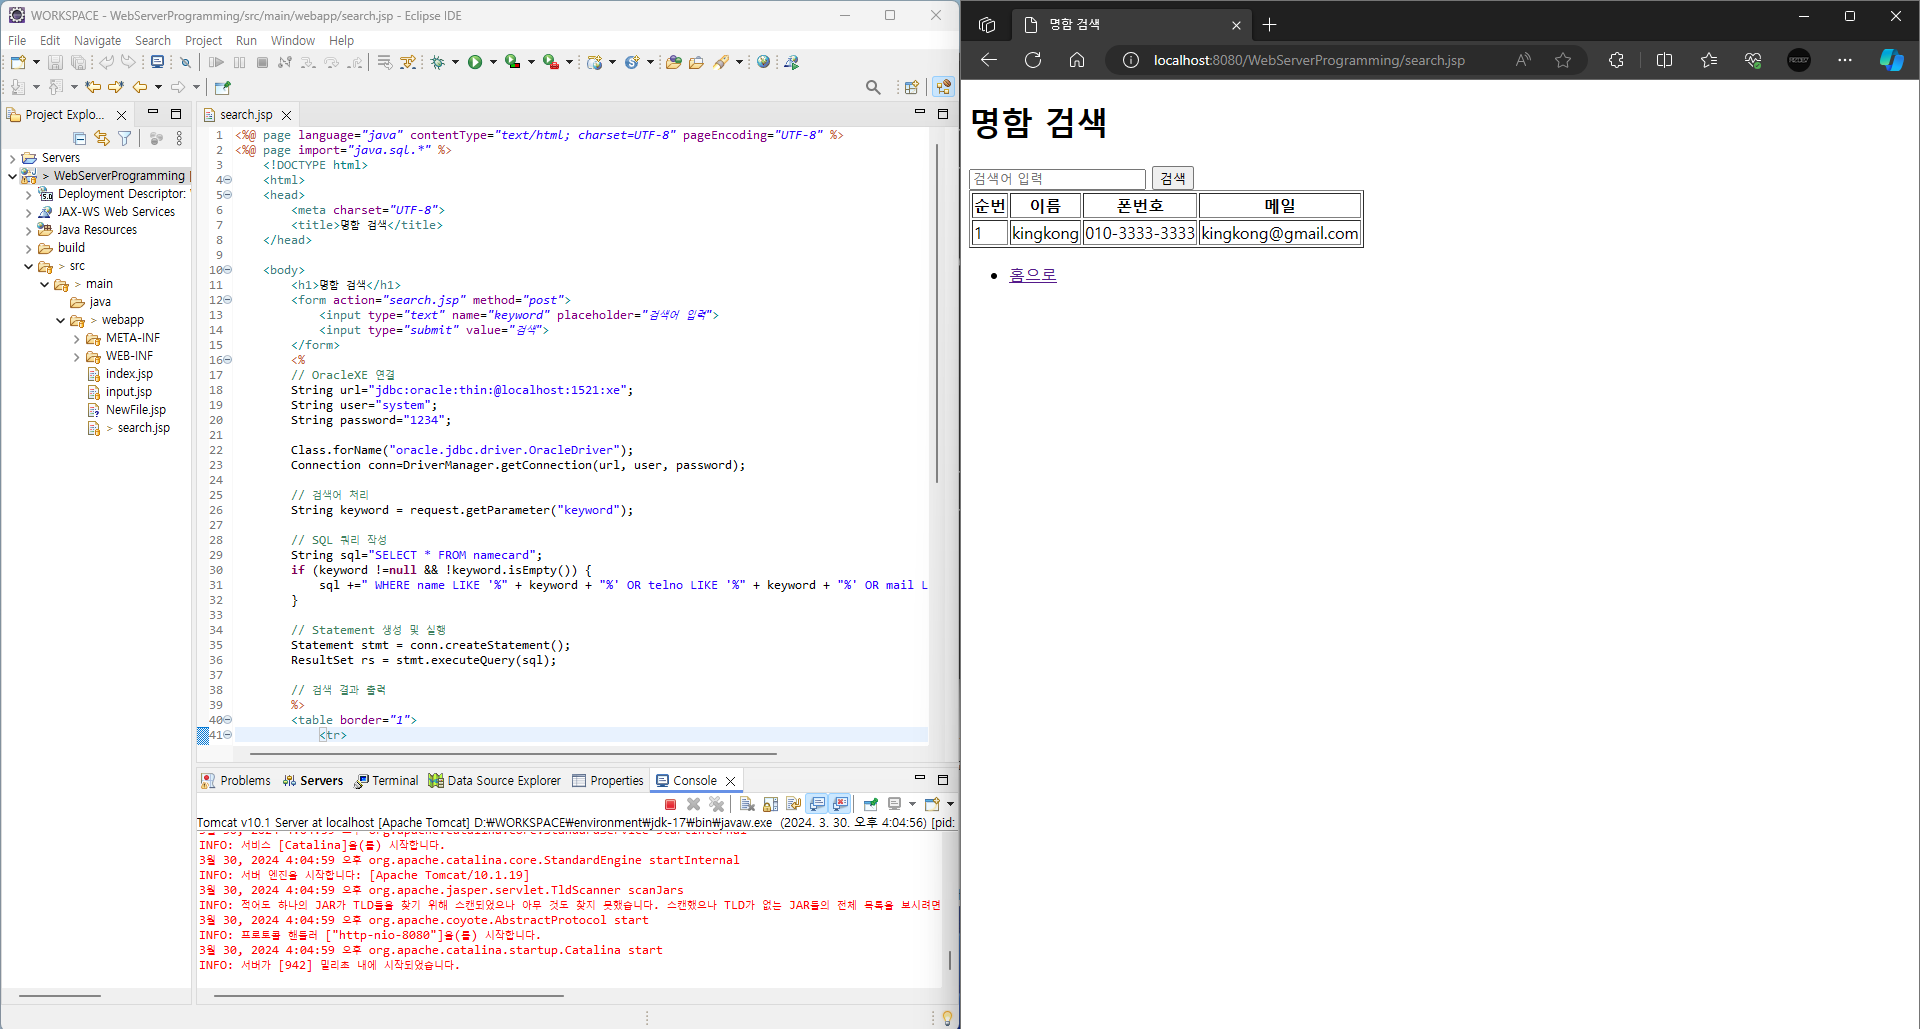 WORKSPACE - WebServerProgramming/src/main/webapp/search.jsp - Eclipse IDE
File Edit Navigate Search Project Run Window Help
Project Explo...
Servers
> WebServerProgramming
Deployment Descriptor:
JAX-WS Web Services
Java Resources
build
> src
> main
java
> webapp
META-INF
WEB-INF
index.jsp
input.jsp
NewFile.jsp
> search.jsp
search.jsp
1 <%@ page language="java" contentType="text/html; charset=UTF-8" pageEncoding="UTF-8" %>
2 <%@ page import="java.sql.*" %>
3 <!DOCTYPE html>
4 <html>
5 <head>
6 <meta charset="UTF-8">
7 <title>명함 검색</title>
8 </head>
9
10 <body>
11 <h1>명함 검색</h1>
12 <form action="search.jsp" method="post">
13 <input type="text" name="keyword" placeholder="검색어 입력">
14 <input type="submit" value="검색">
15 </form>
16 <%
17 // OracleXE 연결
18 String url="jdbc:oracle:thin:@localhost:1521:xe";
19 String user="system";
20 String password="1234";
21
22 Class.forName("oracle.jdbc.driver.OracleDriver");
23 Connection conn=DriverManager.getConnection(url, user, password);
24
25 // 검색어 처리
26 String keyword = request.getParameter("keyword");
27
28 // SQL 쿼리 작성
29 String sql="SELECT * FROM namecard";
30 if (keyword !=null && !keyword.isEmpty()) {
31 sql +=" WHERE name LIKE '%" + keyword + "%' OR telno LIKE '%" + keyword + "%' OR mail L
32 }
33
34 // Statement 생성 및 실행
35 Statement stmt = conn.createStatement();
36 ResultSet rs = stmt.executeQuery(sql);
37
38 // 검색 결과 출력
39 %>
40 <table border="1">
41 <tr>
Problems Servers Terminal Data Source Explorer Properties Console
Tomcat v10.1 Server at localhost [Apache Tomcat] D:₩WORKSPACE₩environment₩jdk-17₩bin₩javaw.exe (2024. 3. 30. 오후 4:04:56) [pid:
3월 30, 2024 4:04:59 오후 org.apache.catalina.core.StandardService startInternal
INFO: 서비스 [Catalina]을(를) 시작합니다.
3월 30, 2024 4:04:59 오후 org.apache.catalina.core.StandardEngine startInternal
INFO: 서버 엔진을 시작합니다: [Apache Tomcat/10.1.19]
3월 30, 2024 4:04:59 오후 org.apache.jasper.servlet.TldScanner scanJars
INFO: 적어도 하나의 JAR가 TLD들을 찾기 위해 스캔되었으나 아무 것도 찾지 못했습니다. 스캔했으나 TLD가 없는 JAR들의 전체 목록을 보시려면
3월 30, 2024 4:04:59 오후 org.apache.coyote.AbstractProtocol start
INFO: 프로토콜 핸들러 ["http-nio-8080"]을(를) 시작합니다.
3월 30, 2024 4:04:59 오후 org.apache.catalina.startup.Catalina start
INFO: 서버가 [942] 밀리초 내에 시작되었습니다.
명함 검색
localhost:8080/WebServerProgramming/search.jsp
명함 검색
검색어 입력 검색
순번 이름 폰번호 메일
1 kingkong 010-3333-3333 kingkong@gmail.com
홈으로